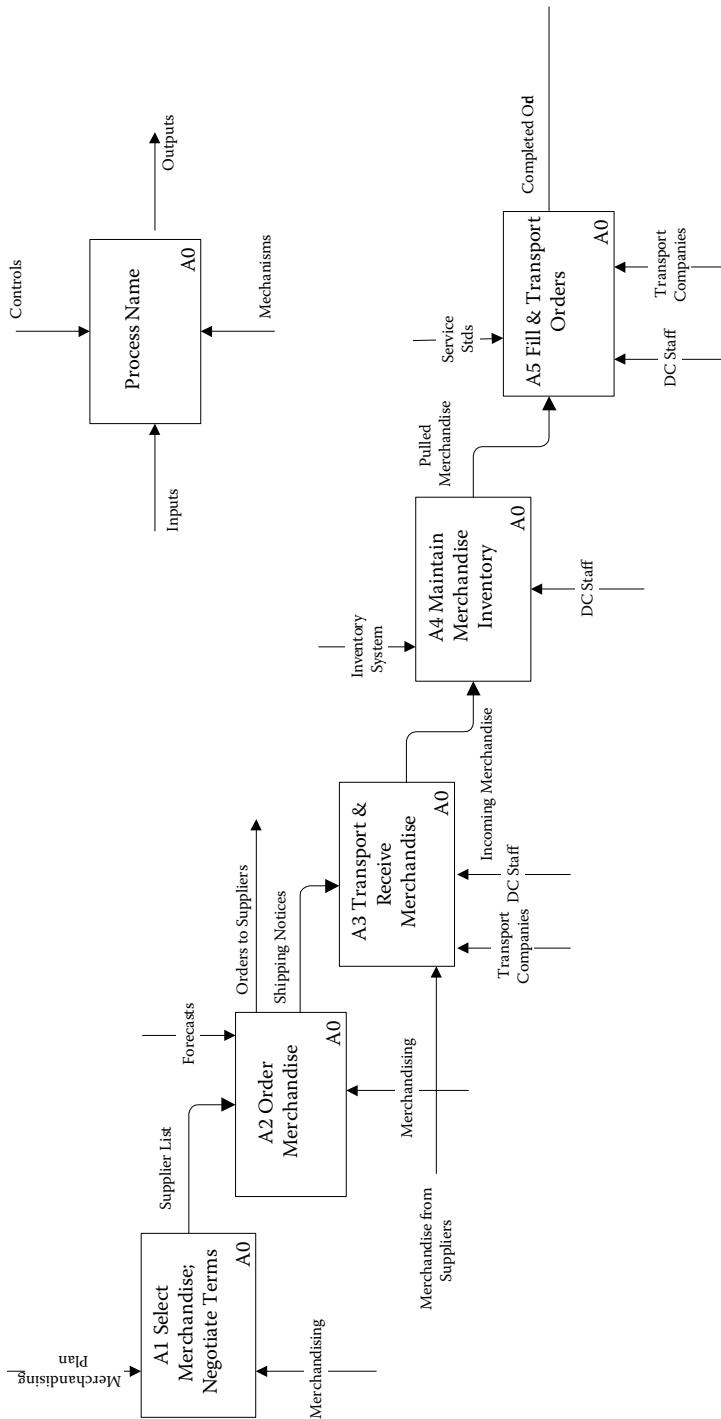 Controls
Inputs
Process Name
A0
Outputs
Mechanisms
Merchandising
Plan
A1 Select
Merchandise;
Negotiate Terms
A0
Merchandising
Supplier List
Forecasts
A2 Order
Merchandise
A0
Merchandising
Orders to Suppliers
Shipping Notices
Merchandise from
Suppliers
A3 Transport &
Receive
Merchandise
A0
Transport
Companies
DC Staff
Incoming Merchandise
Inventory
System
A4 Maintain
Merchandise
Inventory
A0
DC Staff
Pulled
Merchandise
Service
Stds
A5 Fill & Transport
Orders
A0
DC Staff
Transport
Companies
Completed Od